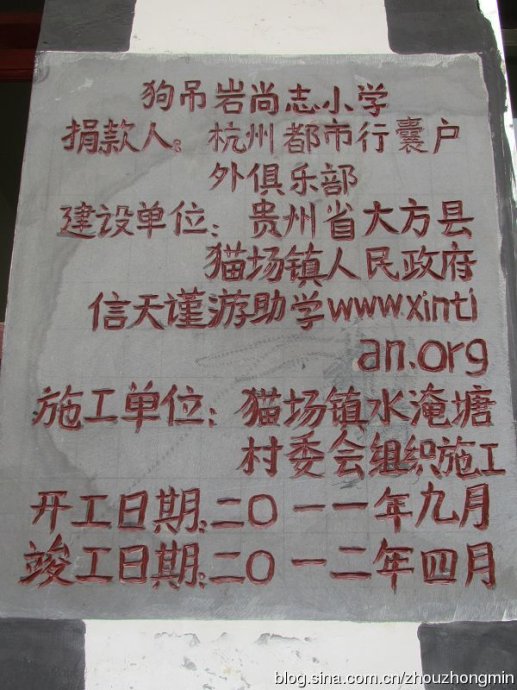 狗吊岩尚志小学
捐款人：杭州都市行囊户
外俱乐部
建设单位：贵州省大方县
猫场镇人民政府
信天谨游助学www.xinti
an.org
施工单位：猫场镇水淹塘
村委会组织施工
开工日期：二〇一一年九月
竣工日期：二〇一二年四月
blog.sina.com.cn/zhouzhongmin